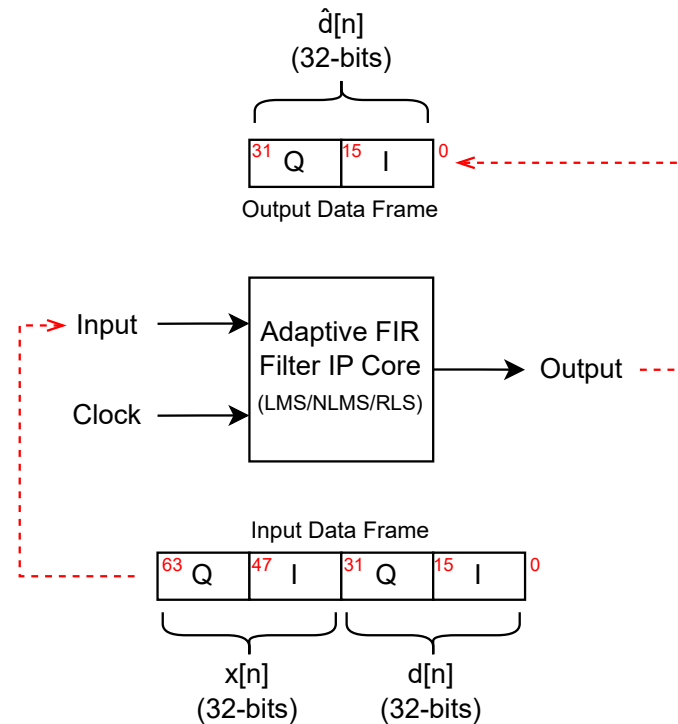 d̂[n]
(32-bits)
31 Q 15 I 0
Output Data Frame
Input
Adaptive FIR
Filter IP Core
(LMS/NLMS/RLS)
Output
Clock
Input Data Frame
63 Q 47 I 31 Q 15 I 0
x[n] d[n]
(32-bits) (32-bits)